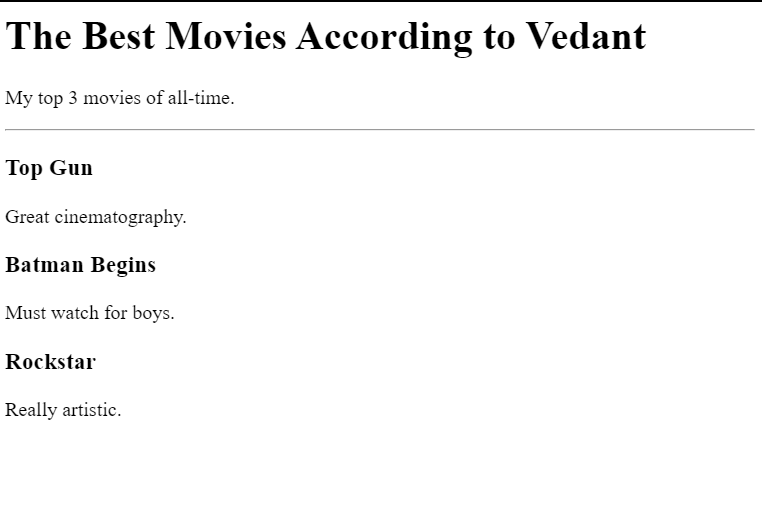 The Best Movies According to Vedant
My top 3 movies of all-time.
Top Gun
Great cinematography.
Batman Begins
Must watch for boys.
Rockstar
Really artistic.